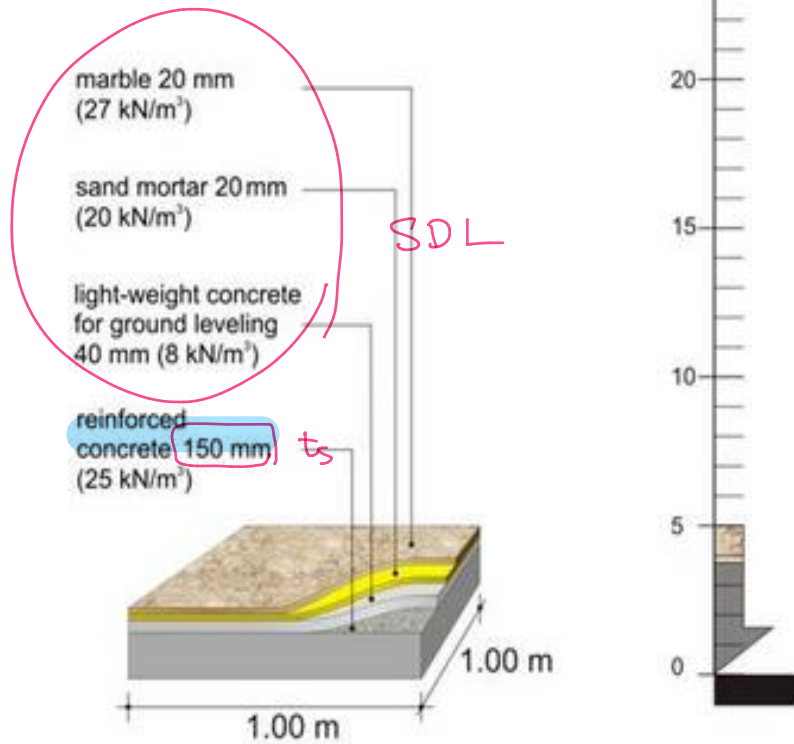 marble 20 mm
(27 kN/m³)
sand mortar 20 mm
(20 kN/m³)
SDL
light-weight concrete
for ground leveling
40 mm (8 kN/m³)
reinforced
concrete 150 mm ts
(25 kN/m³)
1.00 m
1.00 m
20
15
10
5
0